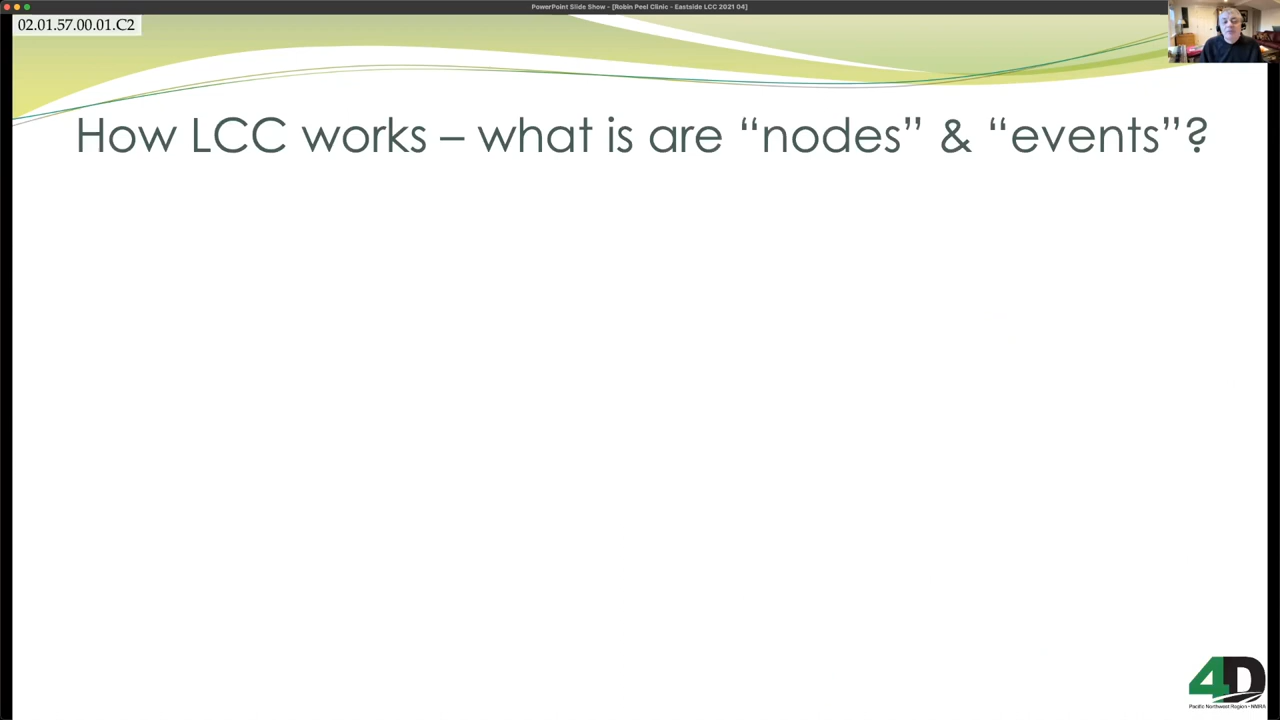 PowerPoint Slide Show - [Robin Peel Clinic - Eastside LCC 2021 04]
02.01.57.00.01.C2
How LCC works – what is are “nodes” & “events”?
4D
Pacific Northwest Region • NMRA